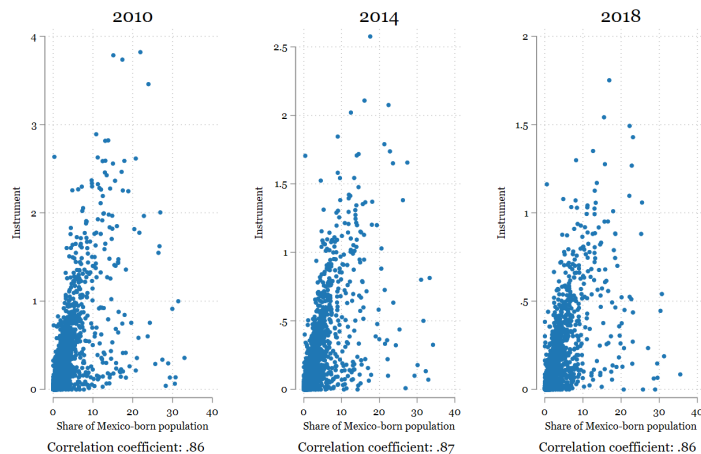 2010
4
3
2
1
0
Instrument
0 10 20 30 40
Share of Mexico-born population
Correlation coefficient: .86
2014
2.5
2
1.5
1
.5
0
Instrument
0 10 20 30 40
Share of Mexico-born population
Correlation coefficient: .87
2018
2
1.5
1
.5
0
Instrument
0 10 20 30 40
Share of Mexico-born population
Correlation coefficient: .86